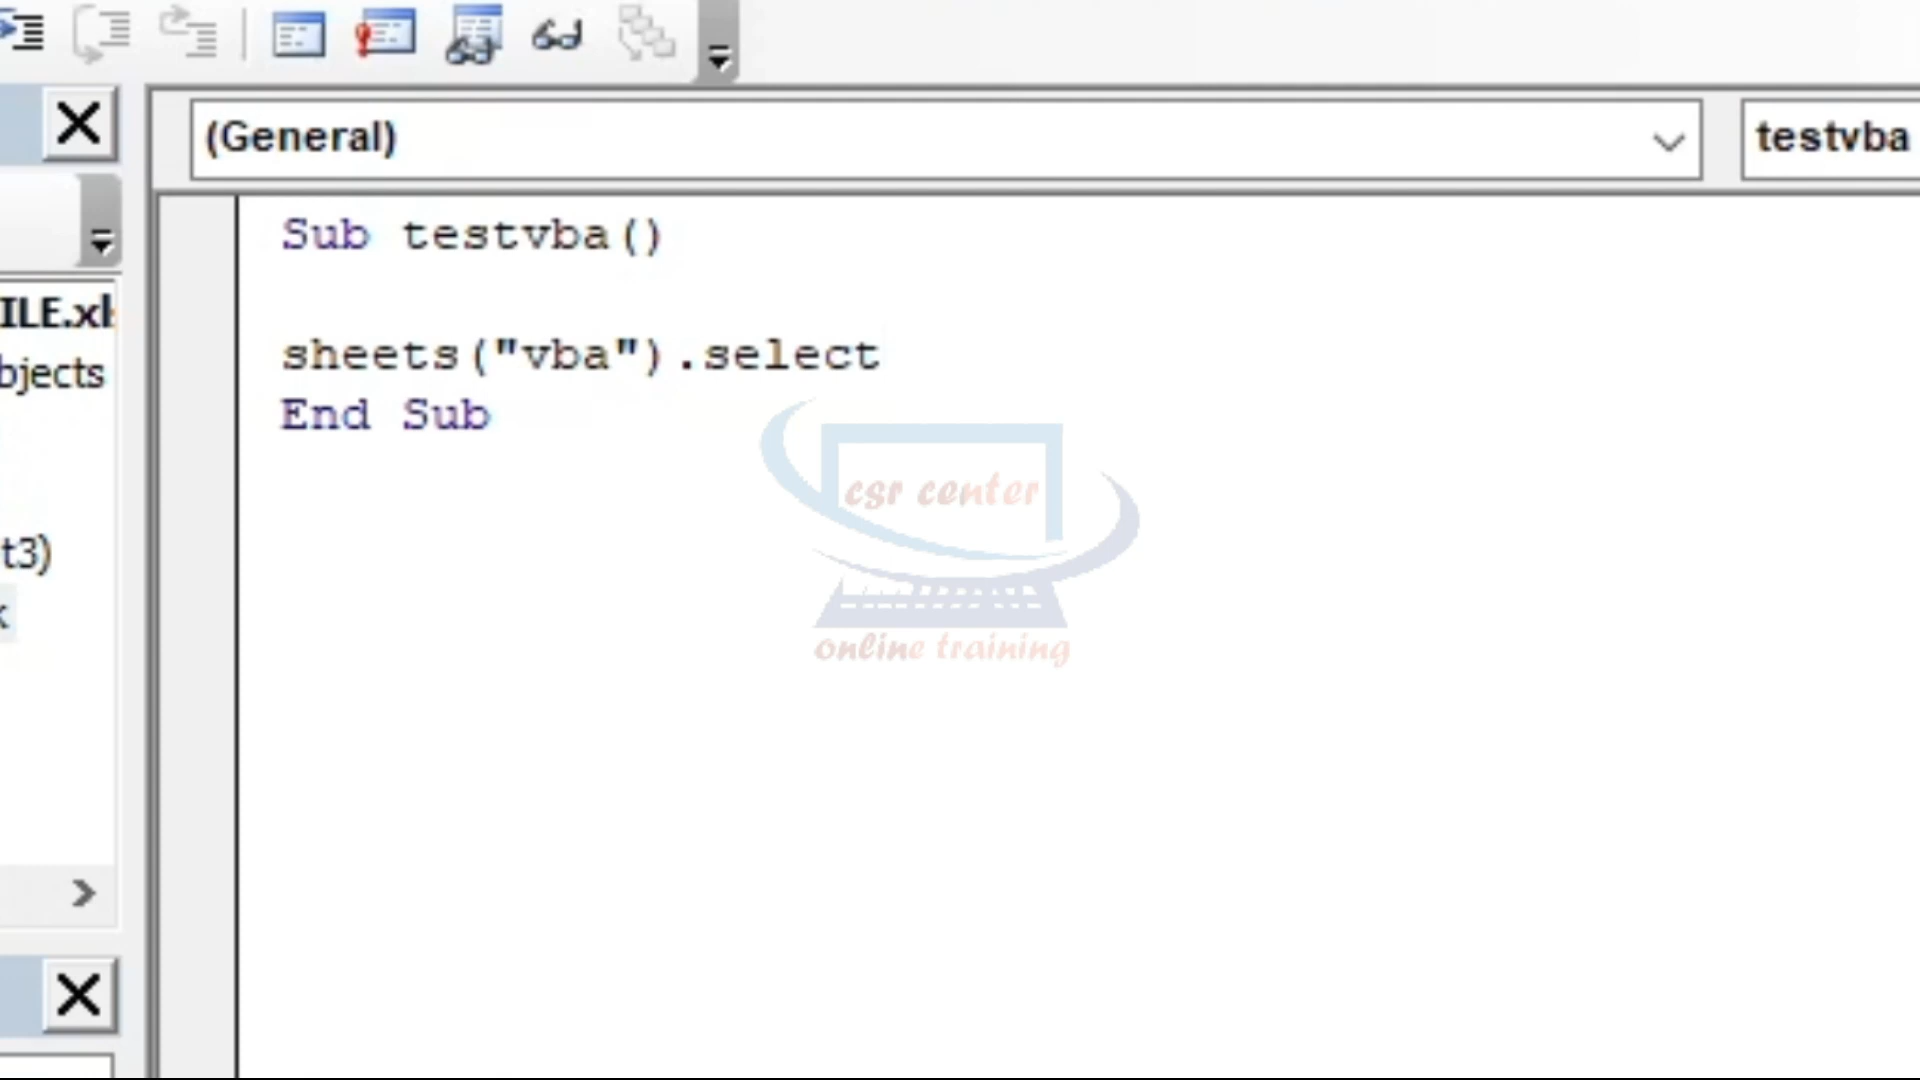 (General)
testvba
Sub testvba()
ILE.xl
sheets("vba").select
bjects
End Sub
csr center
t3)
k
online training